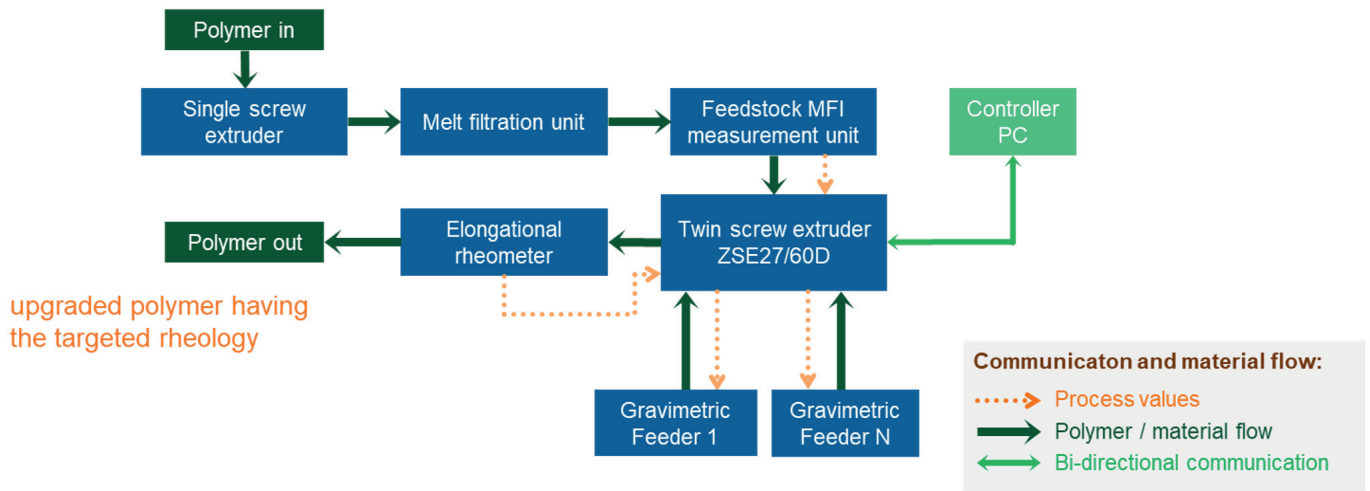 Polymer in
Single screw
extruder
Melt filtration unit
Feedstock MFI
measurement unit
Controller
PC
Polymer out
Elongational
rheometer
Twin screw extruder
ZSE27/60D
upgraded polymer having
the targeted rheology
Gravimetric
Feeder 1
Gravimetric
Feeder N
Communicaton and material flow:
Process values
Polymer / material flow
Bi-directional communication